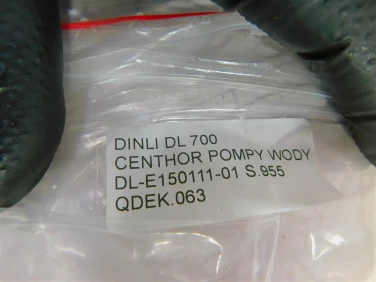 DINLI DL 700
CENTHOR POMPY WODY
DL-E150111-01 S.955
QDEK.063